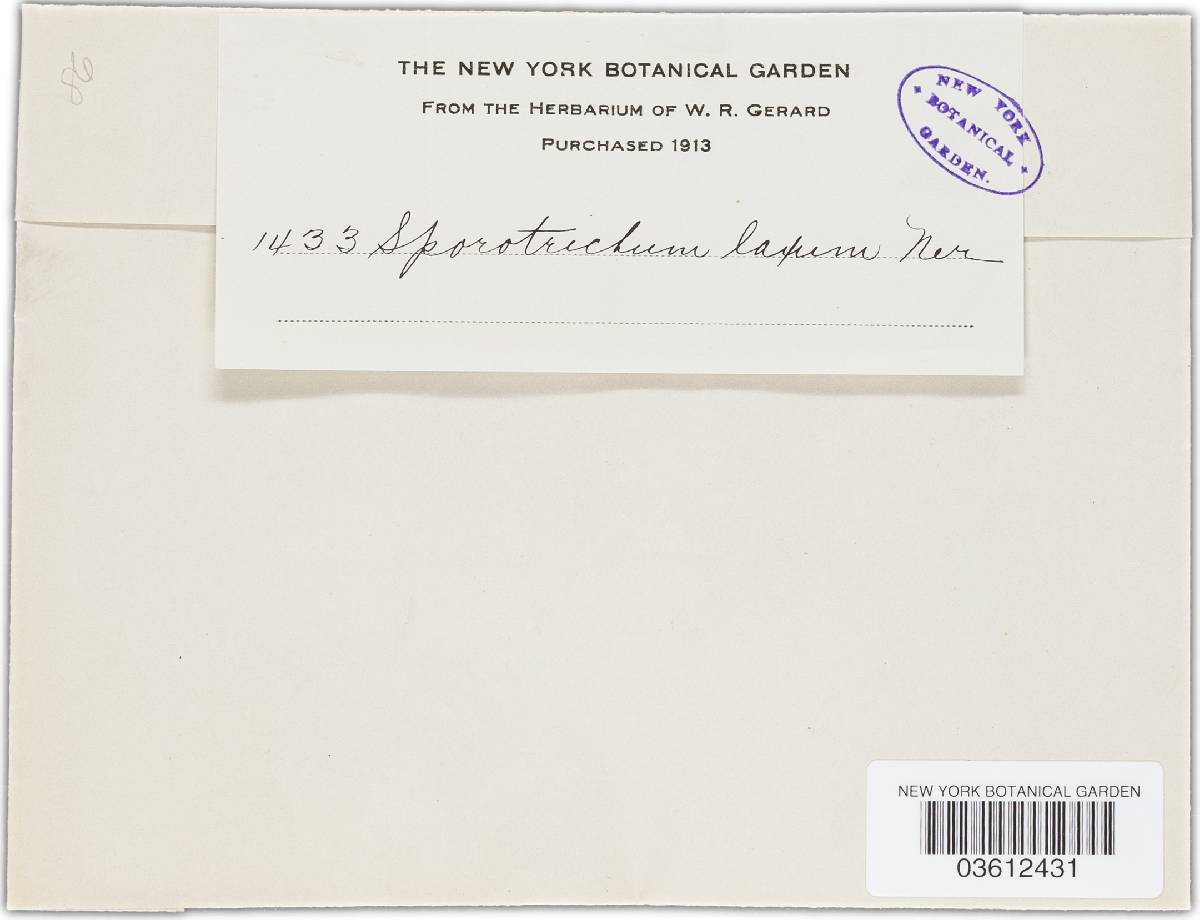 THE NEW YORK BOTANICAL GARDEN
FROM THE HERBARIUM OF W. R. GERARD
PURCHASED 1913
NEW YORK
BOTANICAL
GARDEN.
1433 Sporotrichum laxum Ner
NEW YORK BOTANICAL GARDEN
03612431